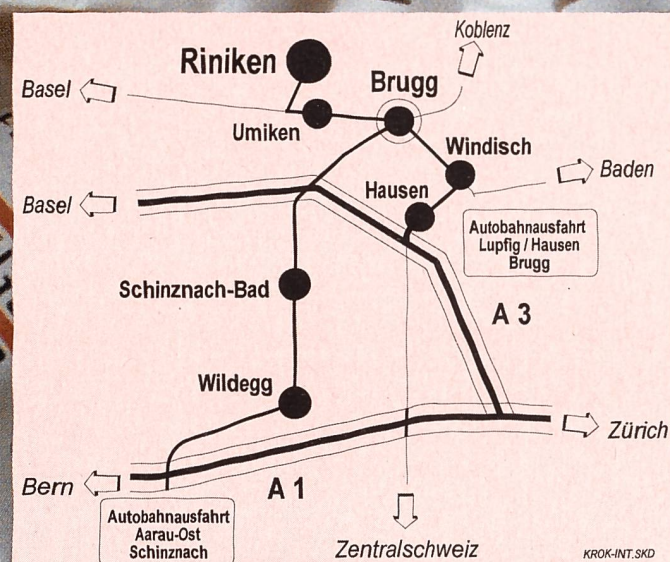 Koblenz
Riniken
Brugg
Basel
Umiken
Windisch
Baden
Hausen
Basel
Autobahnausfahrt
Lupfig / Hausen
Brugg
Schinznach-Bad
A 3
Wildegg
Zürich
Bern
A 1
Autobahnausfahrt
Aarau-Ost
Schinznach
Zentralschweiz
KROK-INT.SKD